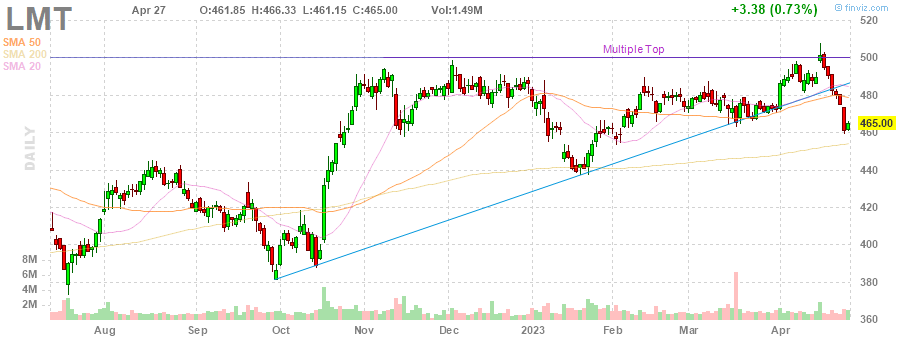 LMT Apr 27 O:461.85 H:466.33 L:461.15 C:465.00 Vol:1.49M +3.38 (0.73%) © finviz.com
SMA 50
SMA 200
SMA 20
DAILY
Multiple Top
520
500
480
465.00
460
440
420
400
380
360
8M
6M
4M
2M
Aug Sep Oct Nov Dec 2023 Feb Mar Apr